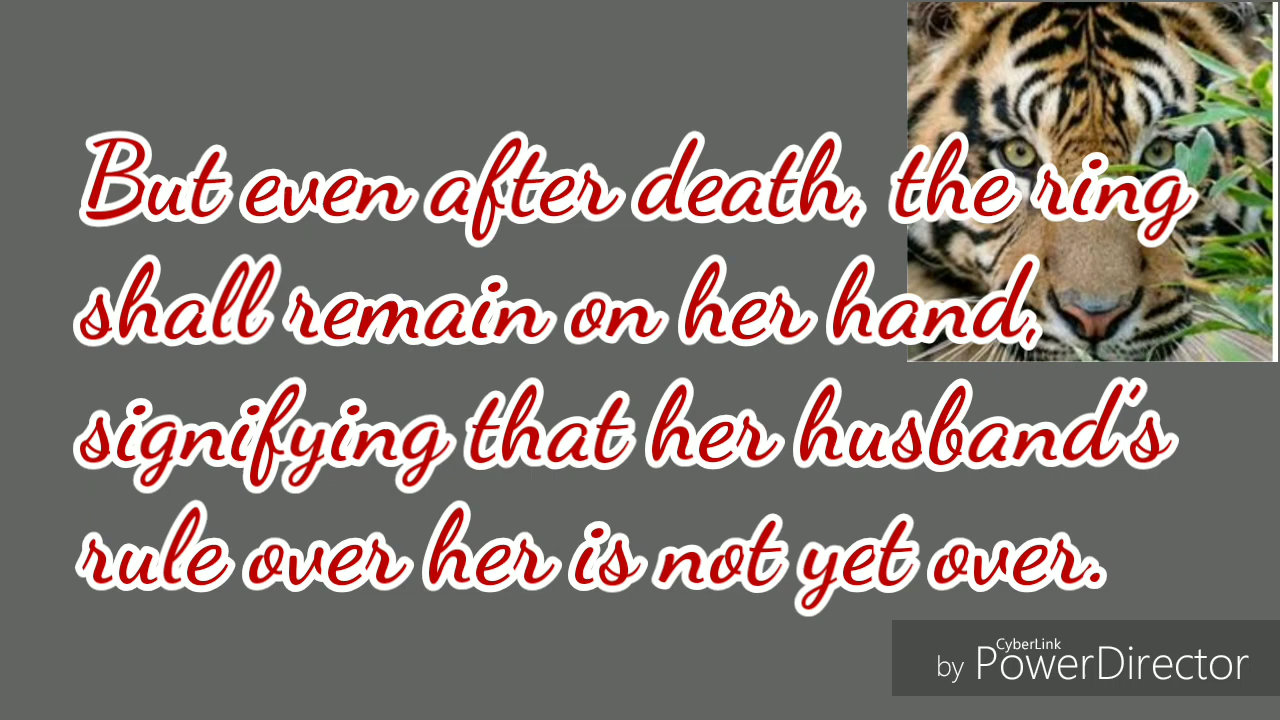 But even after death, the ring
shall remain on her hand,
signifying that her husband's
rule over her is not yet over.
CyberLink
by PowerDirector